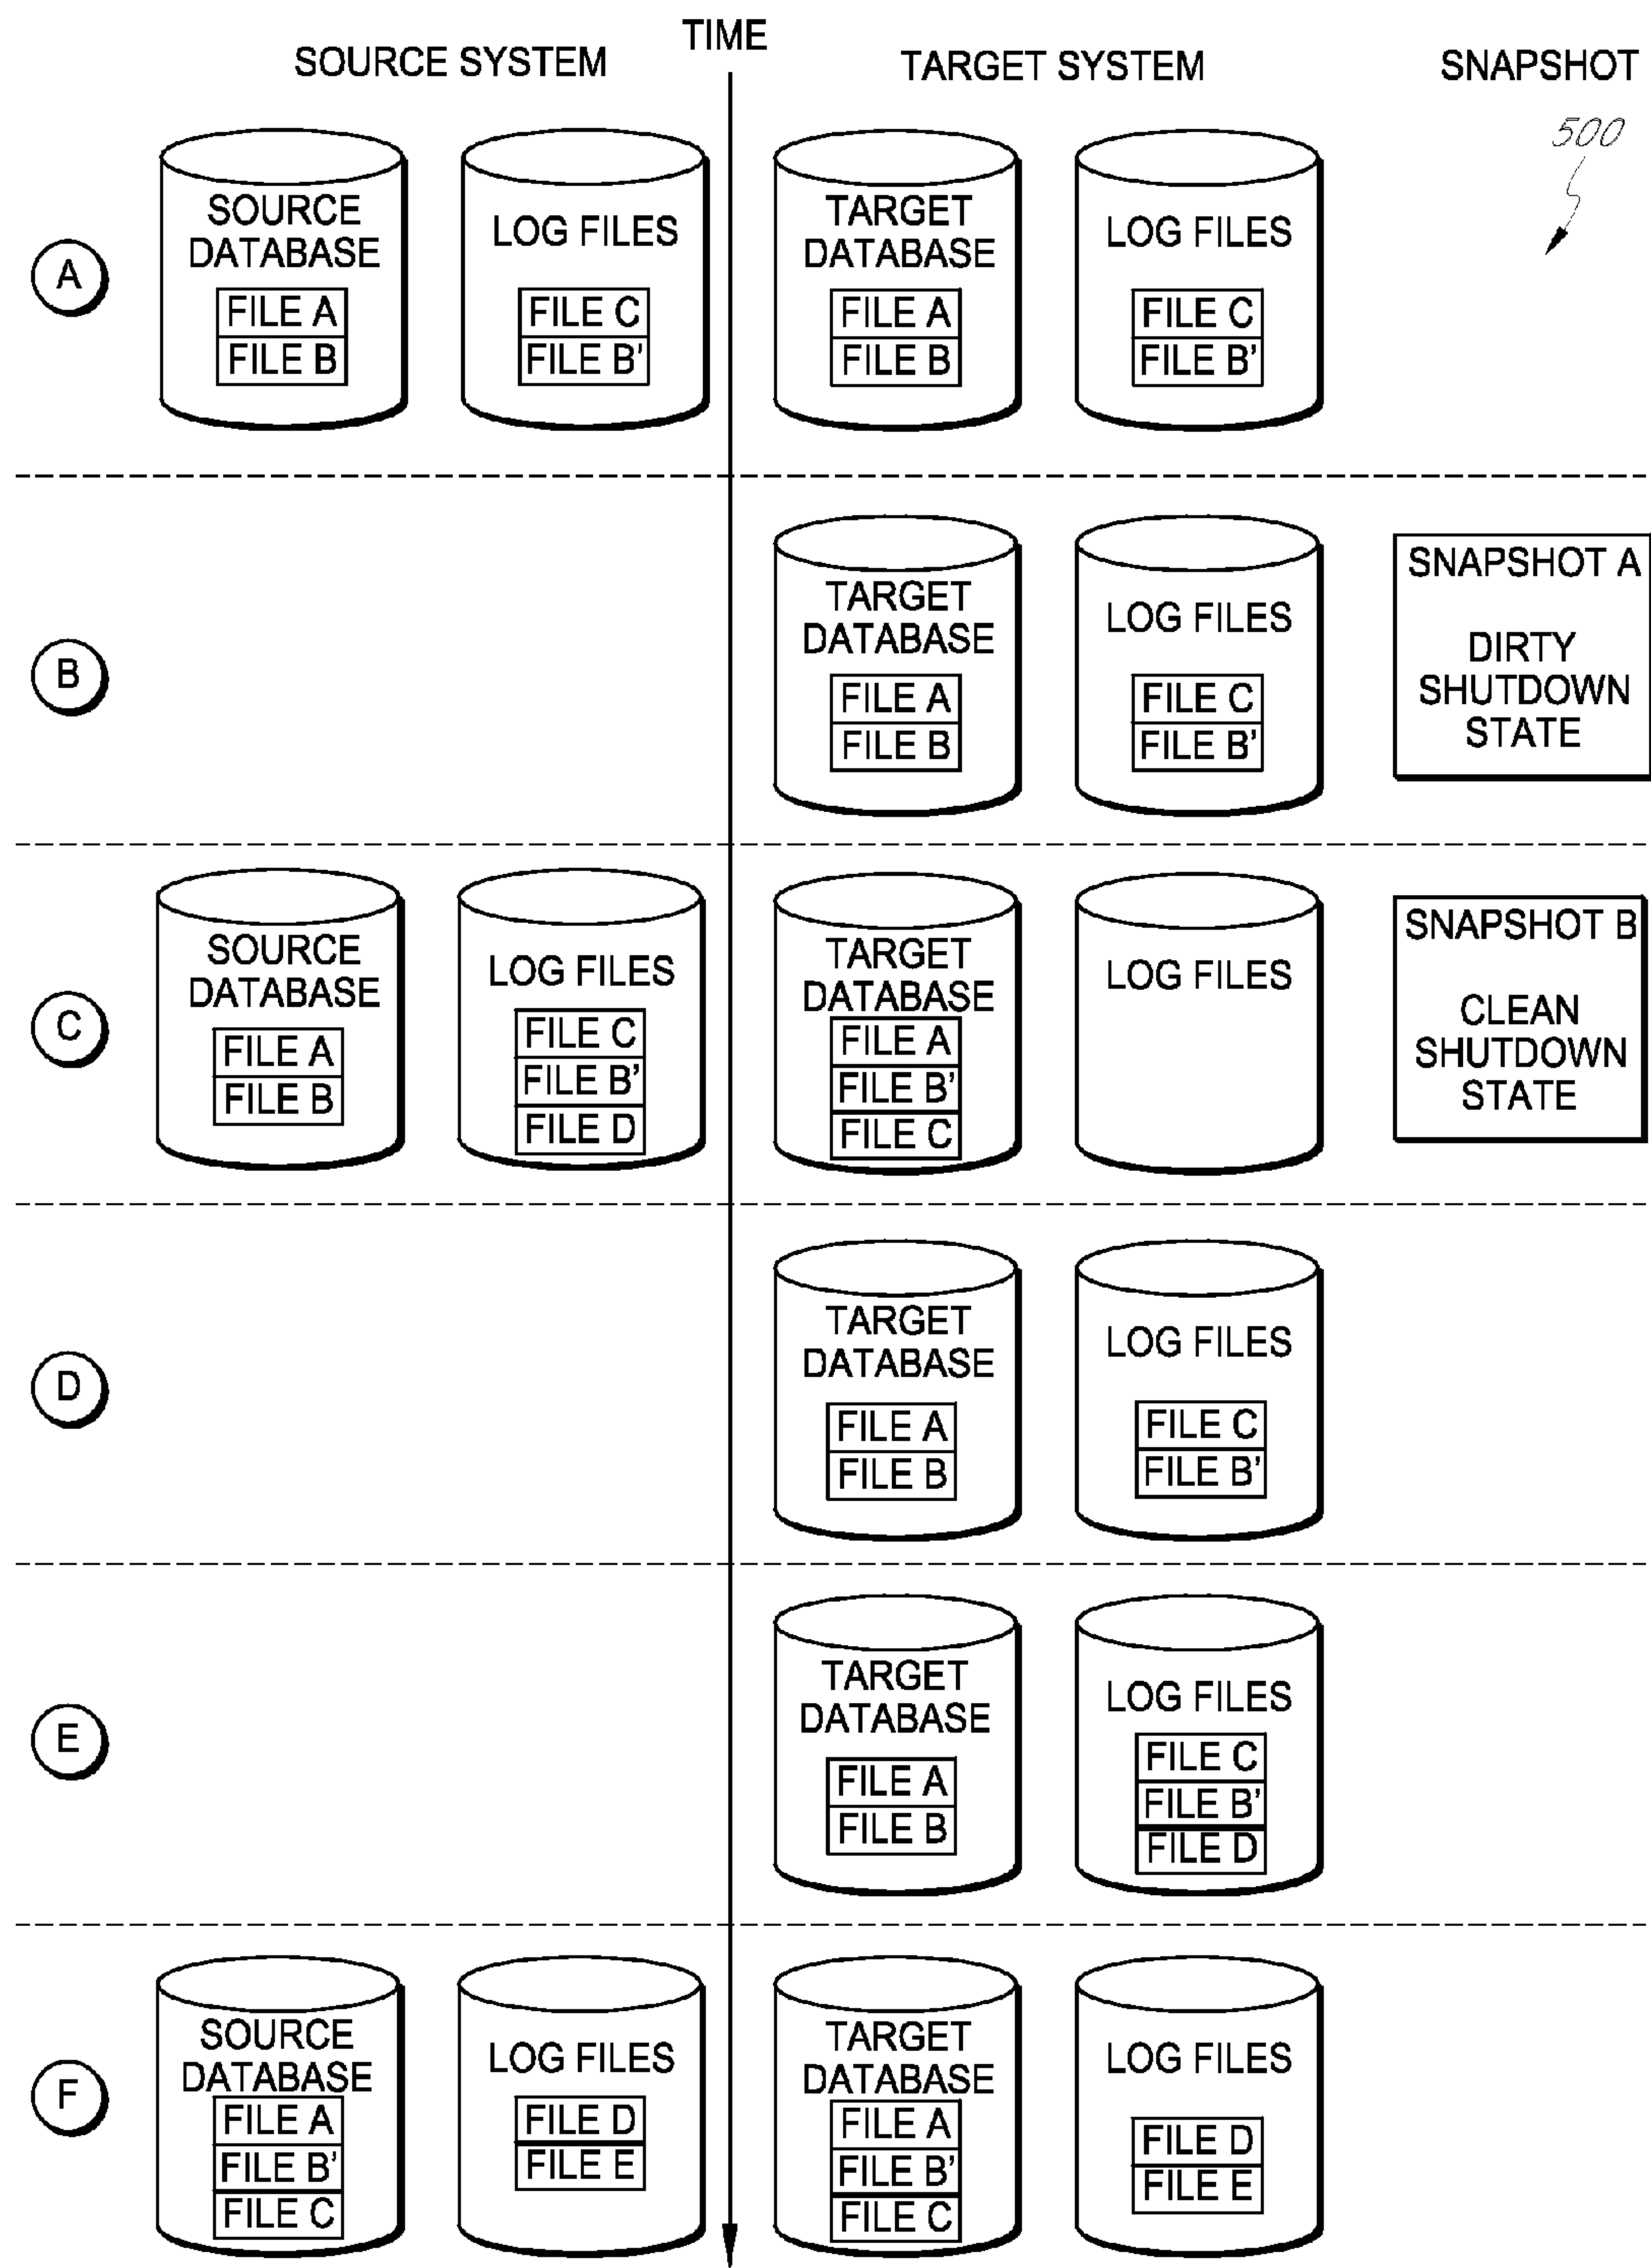 TIME
SOURCE SYSTEM
TARGET SYSTEM
SNAPSHOT
500
A
SOURCE
DATABASE
FILE A
FILE B
LOG FILES
FILE C
FILE B'
TARGET
DATABASE
FILE A
FILE B
LOG FILES
FILE C
FILE B'
B
TARGET
DATABASE
FILE A
FILE B
LOG FILES
FILE C
FILE B'
SNAPSHOT A
DIRTY
SHUTDOWN
STATE
C
SOURCE
DATABASE
FILE A
FILE B
LOG FILES
FILE C
FILE B'
FILE D
TARGET
DATABASE
FILE A
FILE B'
FILE C
LOG FILES
SNAPSHOT B
CLEAN
SHUTDOWN
STATE
D
TARGET
DATABASE
FILE A
FILE B
LOG FILES
FILE C
FILE B'
E
TARGET
DATABASE
FILE A
FILE B
LOG FILES
FILE C
FILE B'
FILE D
F
SOURCE
DATABASE
FILE A
FILE B'
FILE C
LOG FILES
FILE D
FILE E
TARGET
DATABASE
FILE A
FILE B'
FILE C
LOG FILES
FILE D
FILE E